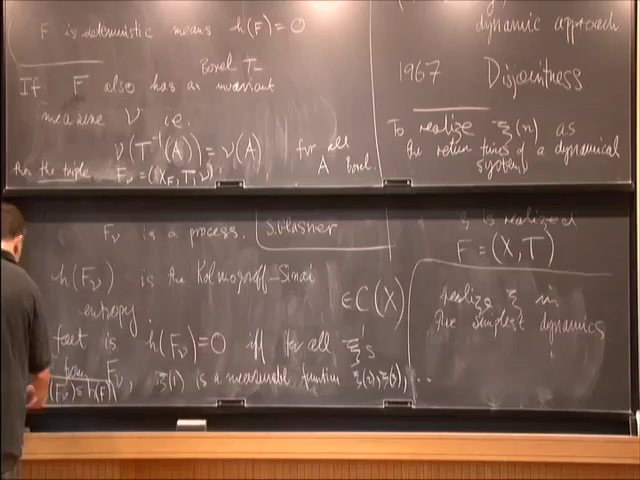 F is deterministic means h(F) = 0
If F also has an Borel T- invariant
measure ν i.e.
ν(T⁻¹(A)) = ν(A) for all A Borel.
then the triple F_ν = (X_F, T, ν)
dynamic approach
1967 Disjointness
To realize ξ(n) as
the return times of a dynamical
system
F_ν is a process. S. Glasner
h(F_ν) is the Kolmogroff-Sinai
entropy
∈ C(X)
fact is h(F_ν) = 0 iff for all ξ's
from F_ν, ξ(1) is a measurable function ξ(2), ξ(3), ...
h(F_ν) ≤ h(F)
ξ is realized
F = (X, T)
realize ξ in
the simplest dynamics